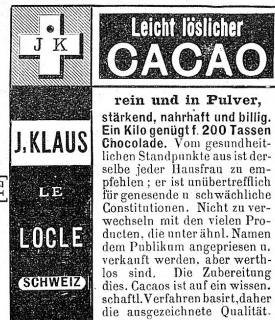 J K
Leicht löslicher
CACAO
J. KLAUS
LE
LOCLE
SCHWEIZ
rein und in Pulver,
stärkend, nahrhaft und billig.
Ein Kilo genügt f. 200 Tassen
Chocolade. Vom gesundheit-
lichen Standpunkte aus ist der-
selbe jeder Hausfrau zu em-
pfehlen ; er ist unübertrefflich
für genesende u schwächliche
Constitutionen. Nicht zu ver-
wechseln mit den vielen Pro-
ducten, die unter ähnl. Namen
dem Publikum angepriesen u.
verkauft werden, aber werth-
los sind. Die Zubereitung
dies. Cacaos ist auf ein wissen.
schaftl. Verfahren basirt, daher
die ausgezeichnete Qualität.